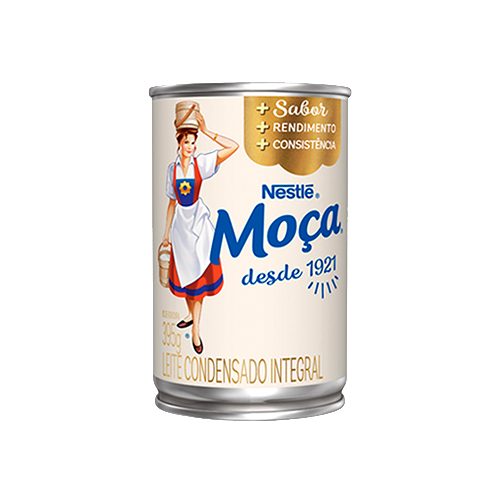 + Sabor
+ RENDIMENTO
+ CONSISTÊNCIA
Nestlé®
Moça®
desde 1921
395g
LEITE CONDENSADO INTEGRAL